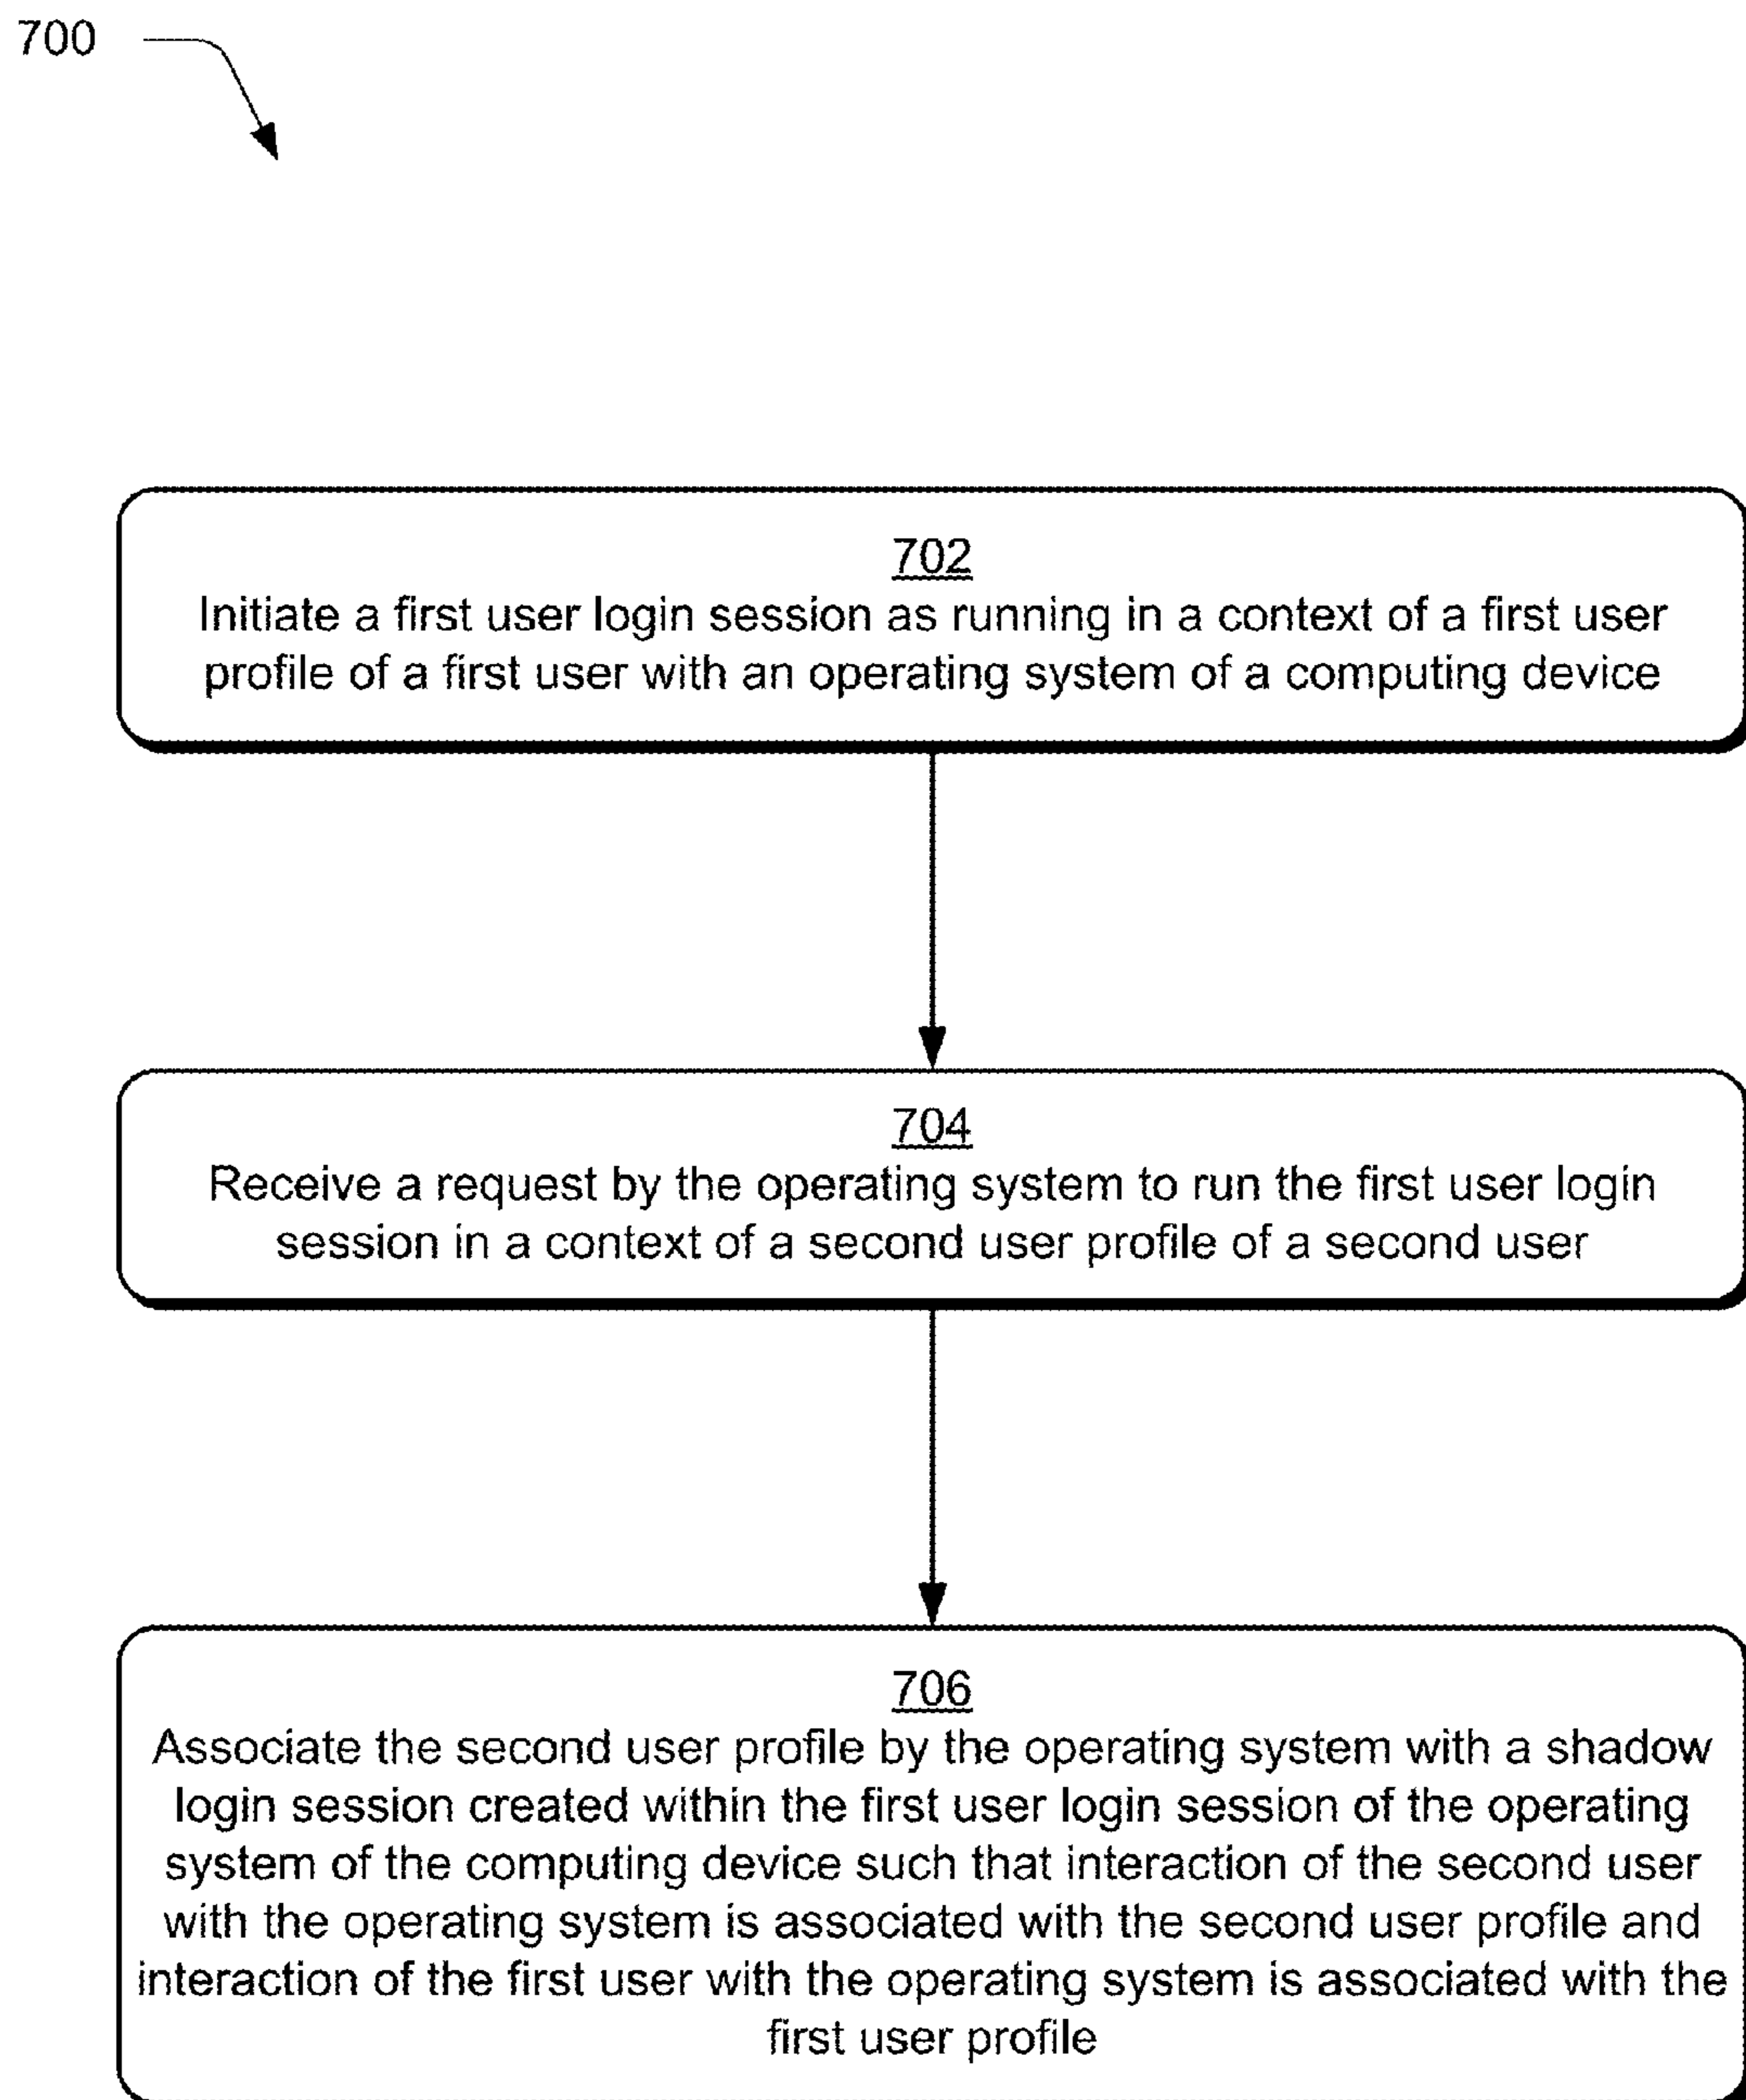 700
702
Initiate a first user login session as running in a context of a first user
profile of a first user with an operating system of a computing device
704
Receive a request by the operating system to run the first user login
session in a context of a second user profile of a second user
706
Associate the second user profile by the operating system with a shadow
login session created within the first user login session of the operating
system of the computing device such that interaction of the second user
with the operating system is associated with the second user profile and
interaction of the first user with the operating system is associated with the
first user profile